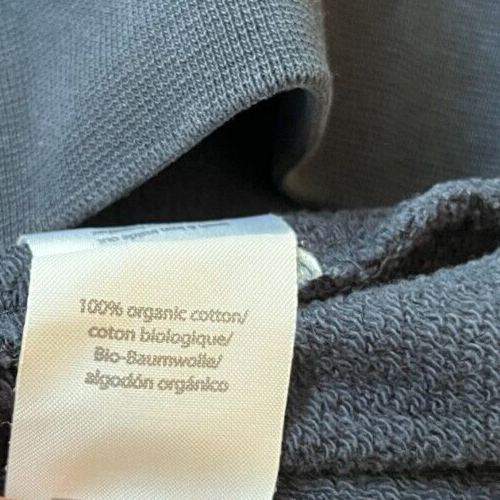 100% organic cotton/
coton biologique/
Bio-Baumwolle/
algodón orgánico